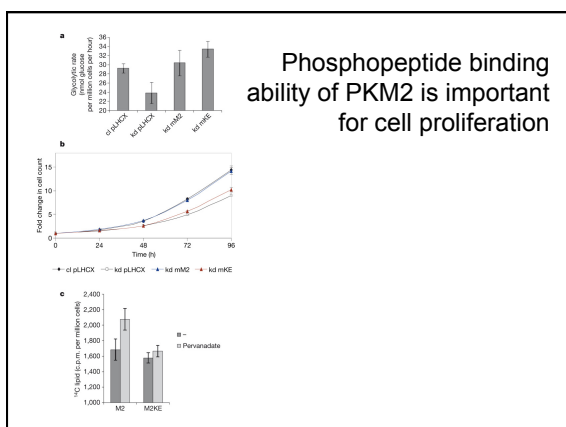 Phosphopeptide binding
ability of PKM2 is important
for cell proliferation
a
Glycolytic rate
(nmol glucose
per million cells per hour)
36
34
32
30
28
26
24
22
20
cl pLHCX
kd pLHCX
kd mM2
kd mKE
b
Fold change in cell count
15
10
5
0
0
24
48
72
96
Time (h)
cl pLHCX
kd pLHCX
kd mM2
kd mKE
c
¹⁴C lipid (c.p.m. per million cells)
2,400
2,200
2,000
1,800
1,600
1,400
1,200
1,000
–
Pervanadate
M2
M2KE